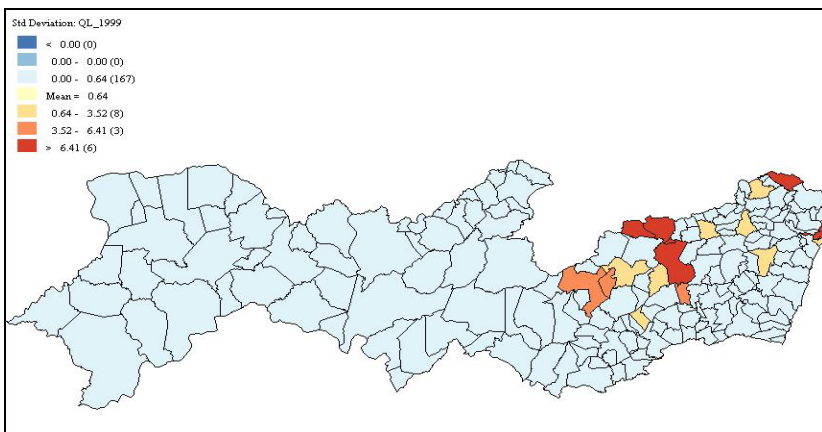 Std Deviation: QL_1999
< 0.00 (0)
0.00 - 0.00 (0)
0.00 - 0.64 (167)
Mean = 0.64
0.64 - 3.52 (8)
3.52 - 6.41 (3)
> 6.41 (6)